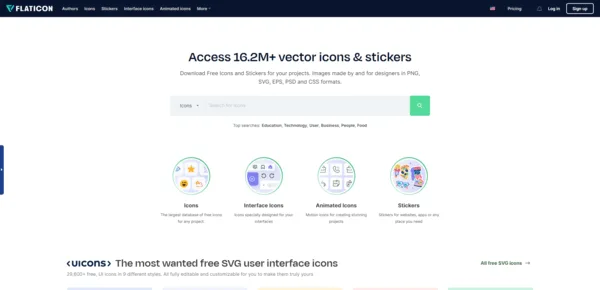 FLATICON Authors Icons Stickers Interface icons Animated icons More Pricing Log in Sign up
Access 16.2M+ vector icons & stickers
Download Free Icons and Stickers for your projects. Images made by and for designers in PNG,
SVG, EPS, PSD and CSS formats.
Icons Search for icons
Top searches: Education, Technology, User, Business, People, Food
Icons Interface Icons Animated Icons Stickers
The largest database of free icons
for any project.
Icons specially designed for your
interfaces
Motion icons for creating stunning
projects
Stickers for websites, apps or any
place you need
<UICONS> The most wanted free SVG user interface icons All free SVG icons →
free, UI icons in 9 different styles. All fully editable and customisable for you to make them truly yours